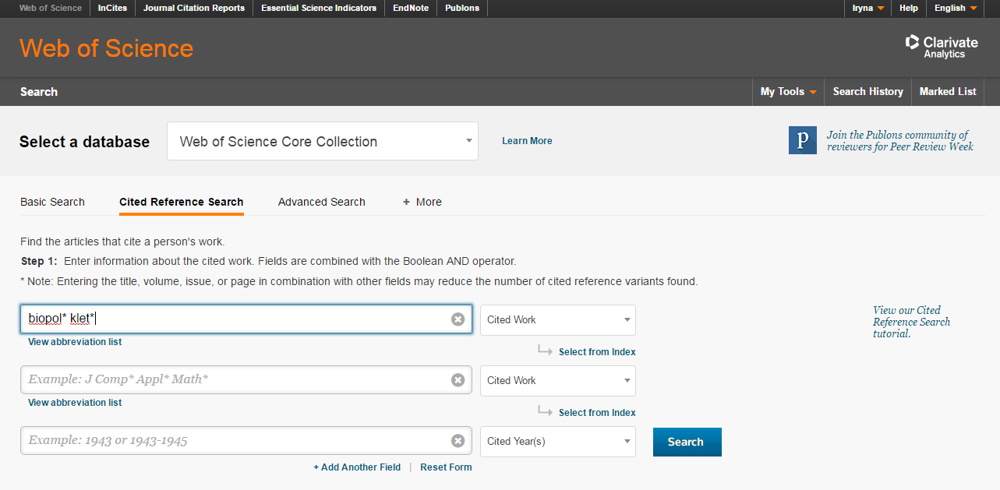 Web of Science InCites Journal Citation Reports Essential Science Indicators EndNote Publons Iryna Help English
Web of Science
Clarivate
Analytics
Search My Tools Search History Marked List
Select a database Web of Science Core Collection Learn More
p
Join the Publons community of
reviewers for Peer Review Week
Basic Search Cited Reference Search Advanced Search + More
Find the articles that cite a person's work.
Step 1: Enter information about the cited work. Fields are combined with the Boolean AND operator.
* Note: Entering the title, volume, issue, or page in combination with other fields may reduce the number of cited reference variants found.
biopol* klet* Cited Work
View abbreviation list
Select from Index
View our Cited
Reference Search
tutorial.
Example: J Comp* Appl* Math* Cited Work
View abbreviation list
Select from Index
Example: 1943 or 1943-1945 Cited Year(s) Search
+ Add Another Field | Reset Form